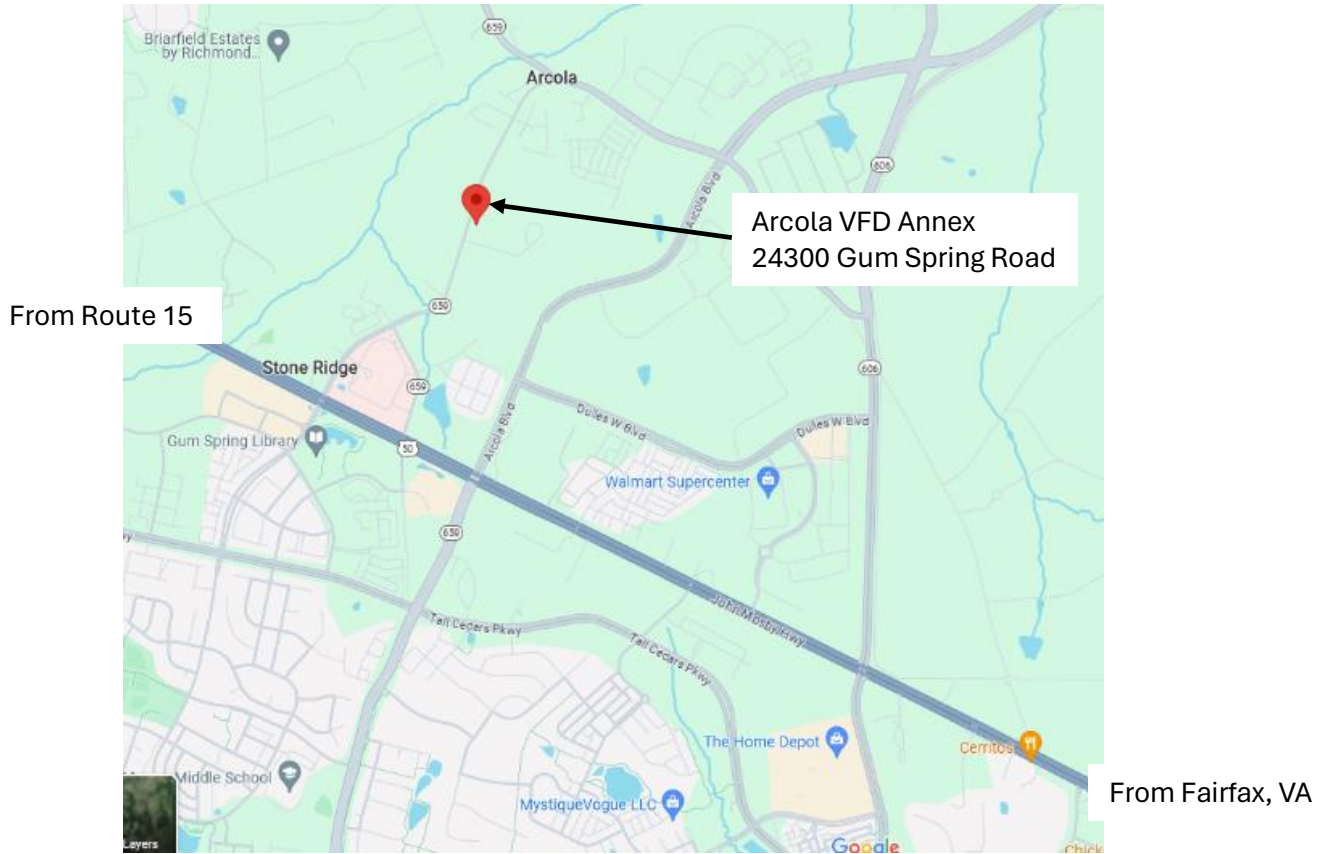 659
Briarfield Estates
by Richmond...
Arcola
606
Arcola Blvd
Arcola VFD Annex
24300 Gum Spring Road
659
From Route 15
Stone Ridge
659
606
Dulles W Blvd
Dulles W Blvd
Arcola Blvd
Gum Spring Library
50
Walmart Supercenter
659
John Mosby Hwy
Tall Cedars Pkwy
Tall Cedars Pkwy
The Home Depot
Cerritos
Middle School
From Fairfax, VA
MystiqueVogue LLC
Layers
Google
Chick